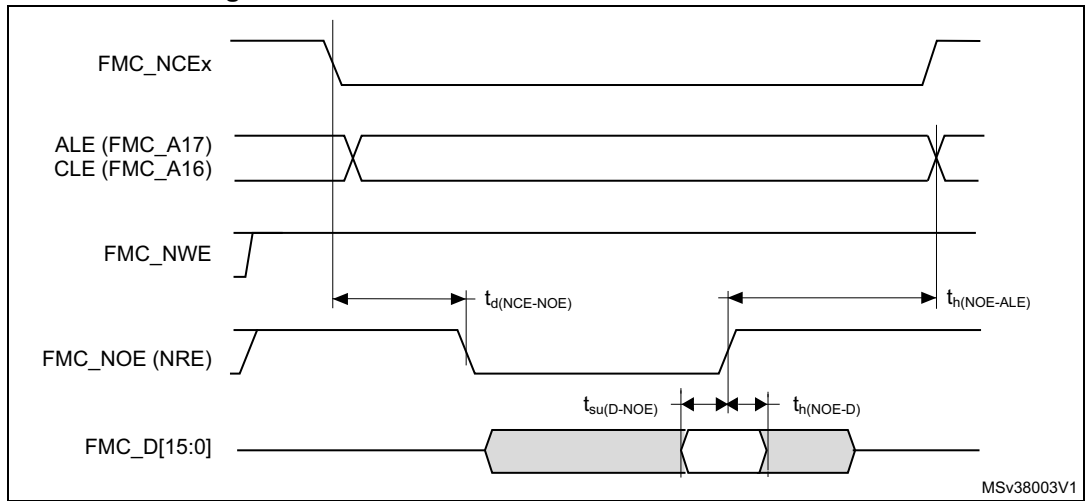 FMC_NCEx
ALE (FMC_A17)
CLE (FMC_A16)
FMC_NWE
td(NCE-NOE)
th(NOE-ALE)
FMC_NOE (NRE)
tsu(D-NOE)
th(NOE-D)
FMC_D[15:0]
MSv38003V1